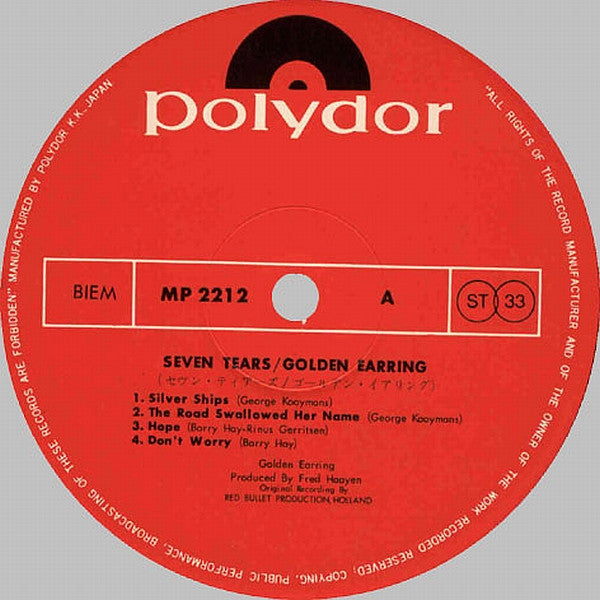 polydor
"ALL RIGHTS OF THE RECORD MANUFACTURER AND OF THE OWNER OF THE WORK RECORDED RESERVED; COPYING, PUBLIC PERFORMANCE, BROADCASTING OF THESE RECORDS ARE FORBIDDEN" MANUFACTURED BY POLYDOR K.K., JAPAN
BIEM MP 2212 A ST 33
SEVEN TEARS/GOLDEN EARRING
(セヴン・ティアーズ/ゴールデン・イアリング)
1. Silver Ships (George Kooymans)
2. The Road Swallowed Her Name (George Kooymans)
3. Hope (Barry Hay-Rinus Gerritsen)
4. Don't Worry (Barry Hay)
Golden Earring
Produced By Fred Haayen
Original Recording By
RED BULLET PRODUCTION, HOLLAND